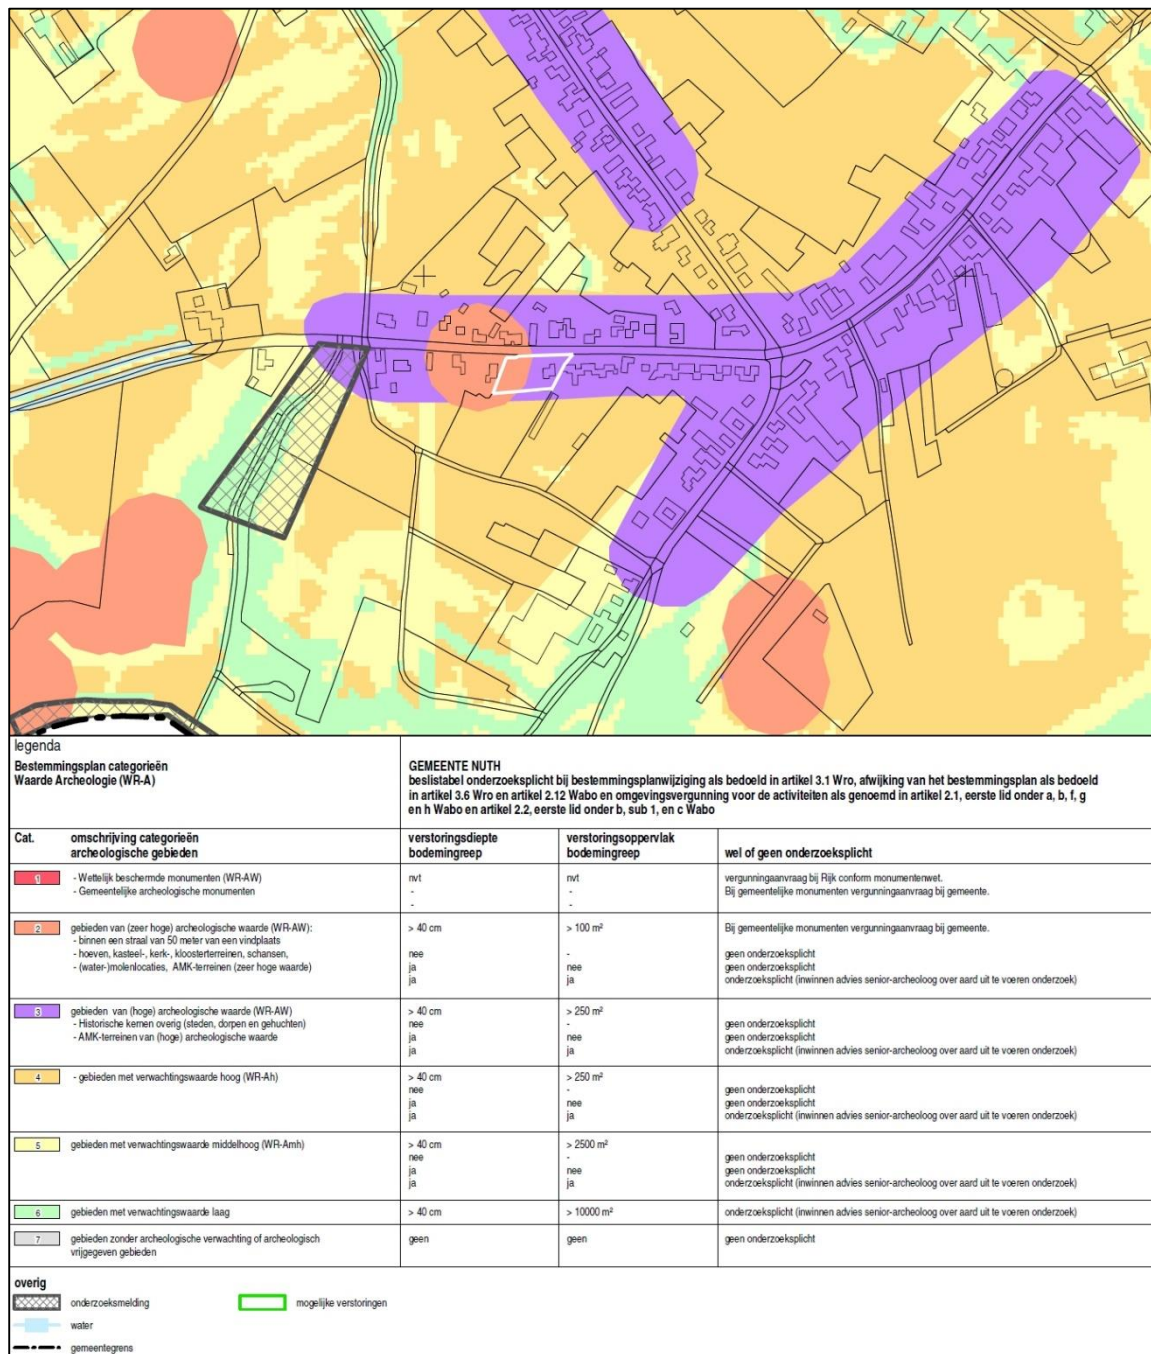 legenda
Bestemmingsplan categorieën
Waarde Archeologie (WR-A)
GEMEENTE NUTH
beslistabel onderzoeksplicht bij bestemmingsplanwijziging als bedoeld in artikel 3.1 Wro, afwijking van het bestemmingsplan als bedoeld
in artikel 3.6 Wro en artikel 2.12 Wabo en omgevingsvergunning voor de activiteiten als genoemd in artikel 2.1, eerste lid onder a, b, f, g
en h Wabo en artikel 2.2, eerste lid onder b, sub 1, en c Wabo
Cat. omschrijving categorieën verstoringsdiepte verstoringsoppervlak
archeologische gebieden bodemingreep bodemingreep wel of geen onderzoeksplicht
1 - Wettelijk beschermde monumenten (WR-AW) nvt nvt vergunningaanvraag bij Rijk conform monumentenwet.
- Gemeentelijke archeologische monumenten - - Bij gemeentelijke monumenten vergunningaanvraag bij gemeente.
- -
2 gebieden van (zeer hoge) archeologische waarde (WR-AW): > 40 cm > 100 m² Bij gemeentelijke monumenten vergunningaanvraag bij gemeente.
- binnen een straal van 50 meter van een vindplaats
- hoeven, kasteel-, kerk-, kloosterterreinen, schansen, nee - geen onderzoeksplicht
- (water-)molenlocaties, AMK-terreinen (zeer hoge waarde) ja nee geen onderzoeksplicht
ja ja onderzoeksplicht (inwinnen advies senior-archeoloog over aard uit te voeren onderzoek)
3 gebieden van (hoge) archeologische waarde (WR-AW) > 40 cm > 250 m²
- Historische kernen overig (steden, dorpen en gehuchten) nee - geen onderzoeksplicht
- AMK-terreinen van (hoge) archeologische waarde ja nee geen onderzoeksplicht
ja ja onderzoeksplicht (inwinnen advies senior-archeoloog over aard uit te voeren onderzoek)
4 - gebieden met verwachtingswaarde hoog (WR-Ah) > 40 cm > 250 m²
nee - geen onderzoeksplicht
ja nee geen onderzoeksplicht
ja ja onderzoeksplicht (inwinnen advies senior-archeoloog over aard uit te voeren onderzoek)
5 gebieden met verwachtingswaarde middelhoog (WR-Amh) > 40 cm > 2500 m²
nee - geen onderzoeksplicht
ja nee geen onderzoeksplicht
ja ja onderzoeksplicht (inwinnen advies senior-archeoloog over aard uit te voeren onderzoek)
6 gebieden met verwachtingswaarde laag > 40 cm > 10000 m² onderzoeksplicht (inwinnen advies senior-archeoloog over aard uit te voeren onderzoek)
7 gebieden zonder archeologische verwachting of archeologisch geen geen geen onderzoeksplicht
vrijgegeven gebieden
overig
onderzoeksmelding mogelijke verstoringen
water
gemeentegrens